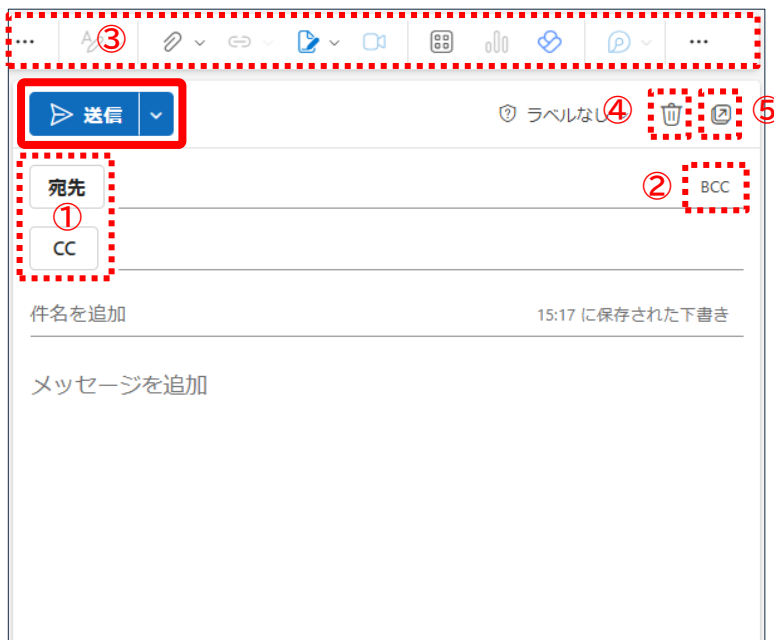 ③
送信 ラベルなし ④ ⑤
宛先 ② BCC
①
CC
件名を追加 15:17 に保存された下書き
メッセージを追加